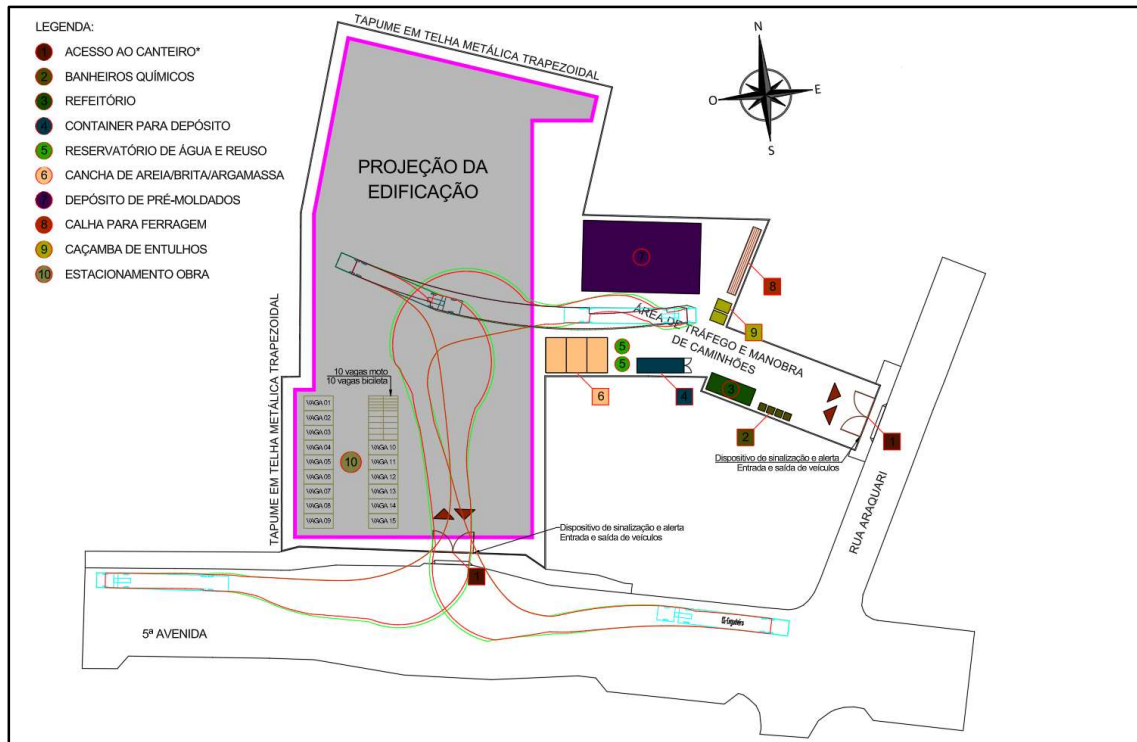 LEGENDA:
1 ACESSO AO CANTEIRO*
2 BANHEIROS QUÍMICOS
3 REFEITÓRIO
4 CONTAINER PARA DEPÓSITO
5 RESERVATÓRIO DE ÁGUA E REUSO
6 CANCHA DE AREIA/BRITA/ARGAMASSA
7 DEPÓSITO DE PRÉ-MOLDADOS
8 CALHA PARA FERRAGEM
9 CAÇAMBA DE ENTULHOS
10 ESTACIONAMENTO OBRA
TAPUME EM TELHA METÁLICA TRAPEZOIDAL
N
O
E
S
PROJEÇÃO DA
EDIFICAÇÃO
TAPUME EM TELHA METÁLICA TRAPEZOIDAL
7
8
9
ÁREA DE TRÁFEGO E MANOBRA
DE CAMINHÕES
5
5
6
4
3
2
1
Dispositivo de sinalização e alerta
Entrada e saída de veículos
RUA ARAQUARI
10 vagas moto
10 vagas bicileta
VAGA 01
VAGA 02
VAGA 03
VAGA 04
VAGA 05
VAGA 06
VAGA 07
VAGA 08
VAGA 09
10
VAGA 10
VAGA 11
VAGA 12
VAGA 13
VAGA 14
VAGA 15
Dispositivo de sinalização e alerta
Entrada e saída de veículos
1
5ª AVENIDA